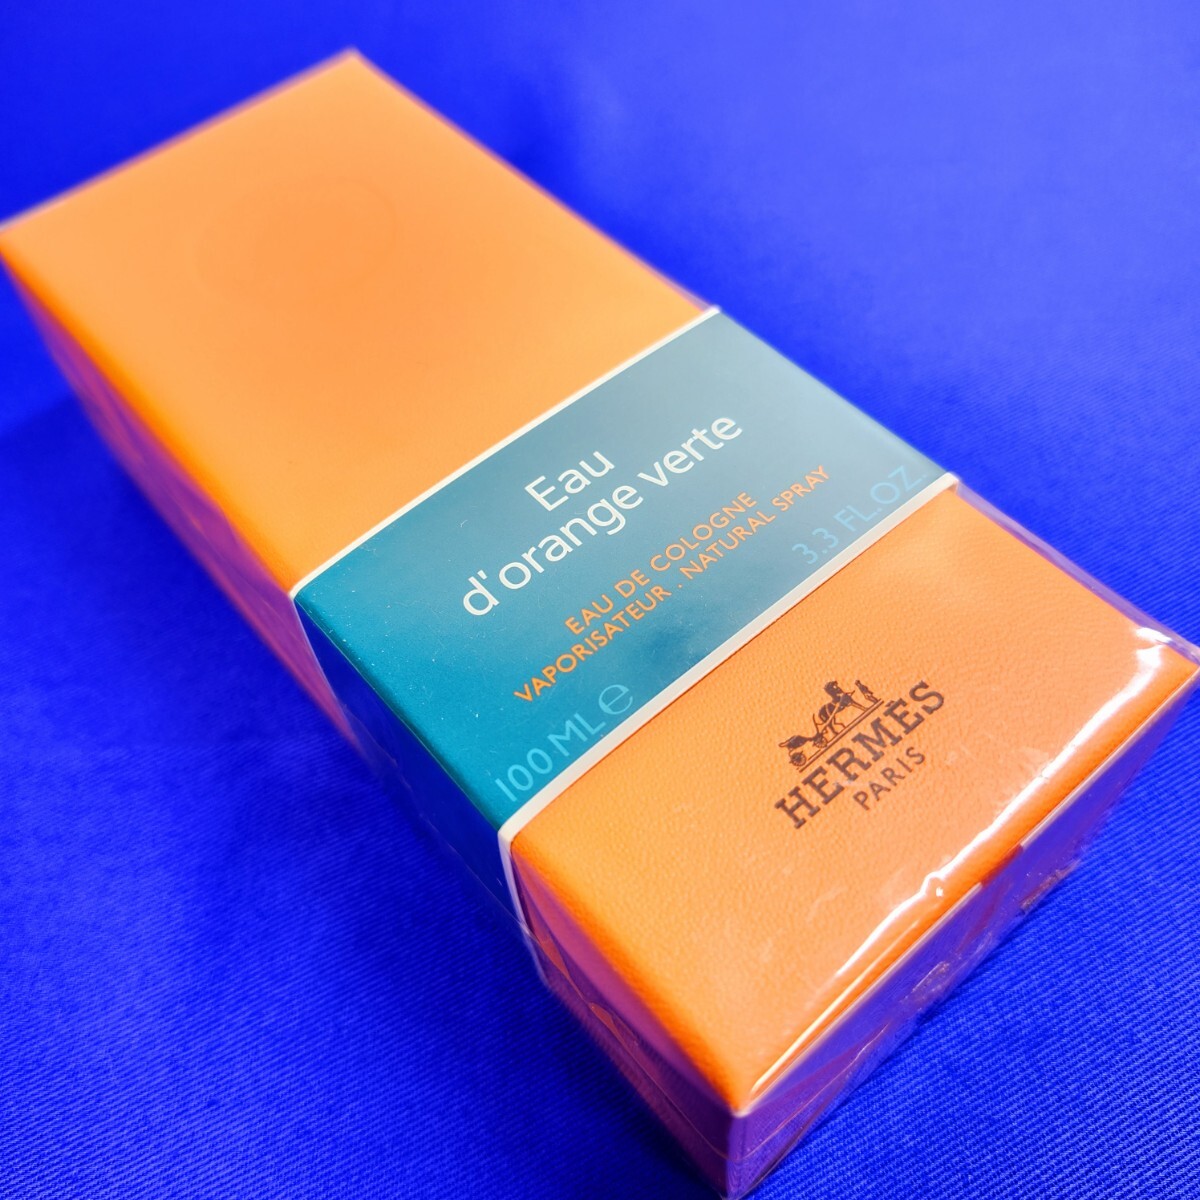 Eau
d'orange verte
EAU DE COLOGNE
VAPORISATEUR . NATURAL SPRAY
100 ML ℮
3.3 FL.OZ.
HERMÈS
PARIS